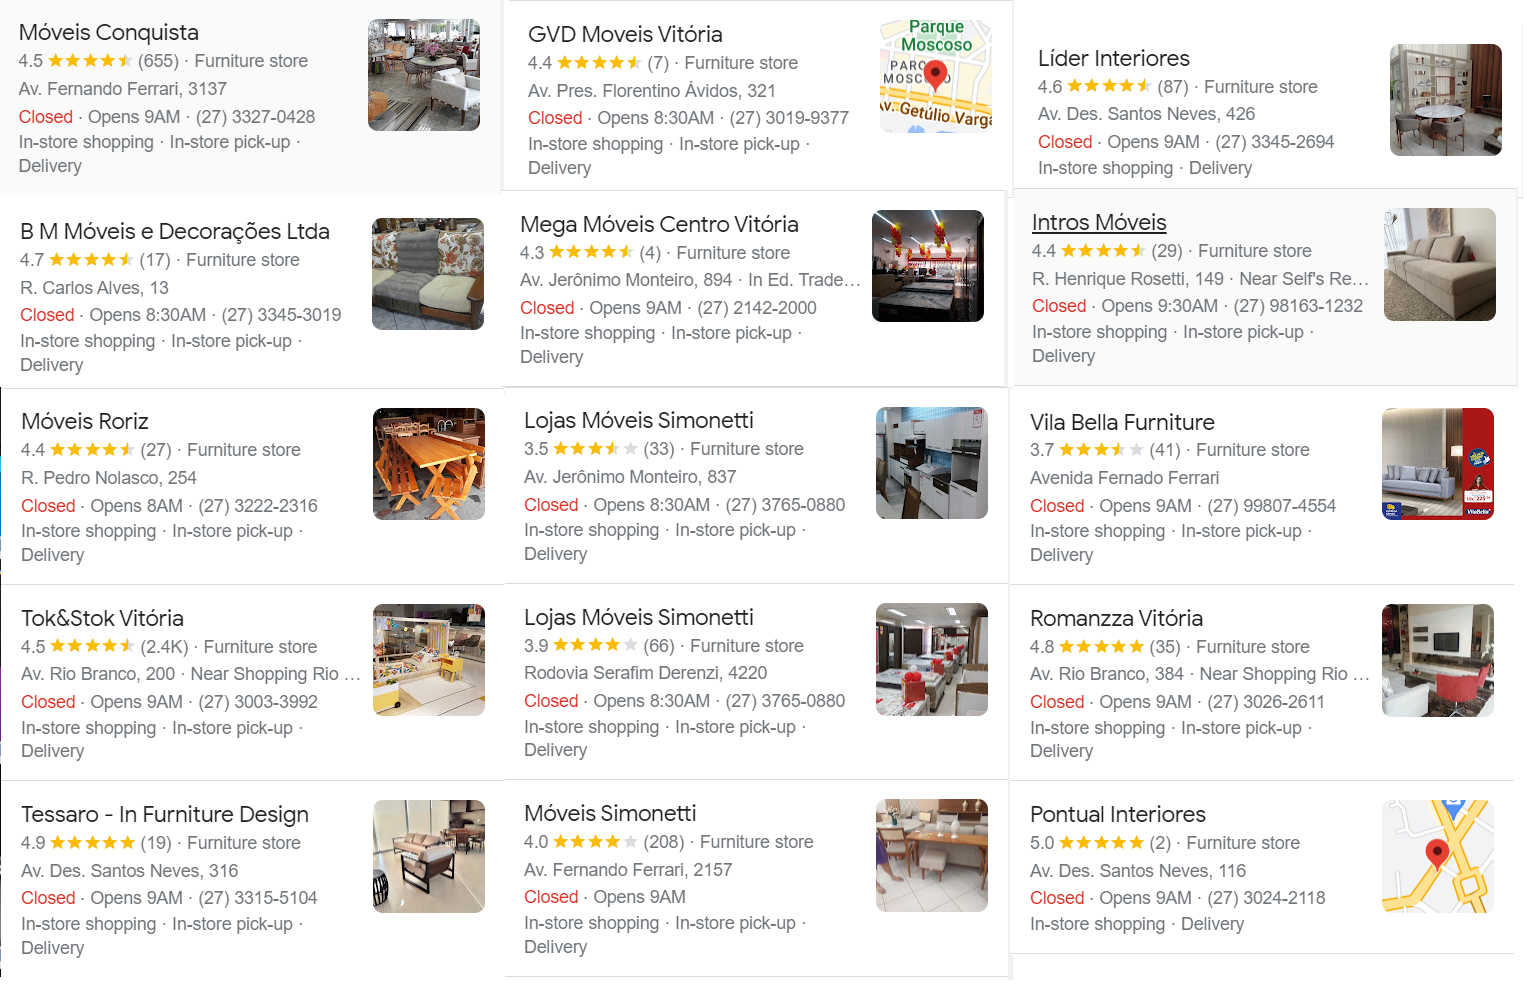 Móveis Conquista
4.5 (655) · Furniture store
Av. Fernando Ferrari, 3137
Closed · Opens 9AM · (27) 3327-0428
In-store shopping · In-store pick-up ·
Delivery
GVD Moveis Vitória
4.4 (7) · Furniture store
Av. Pres. Florentino Ávidos, 321
Closed · Opens 8:30AM · (27) 3019-9377
In-store shopping · In-store pick-up ·
Delivery
Parque
Moscoso
PARQ
MOSCO
Av. Getúlio Varga
Líder Interiores
4.6 (87) · Furniture store
Av. Des. Santos Neves, 426
Closed · Opens 9AM · (27) 3345-2694
In-store shopping · Delivery
B M Móveis e Decorações Ltda
4.7 (17) · Furniture store
R. Carlos Alves, 13
Closed · Opens 8:30AM · (27) 3345-3019
In-store shopping · In-store pick-up ·
Delivery
Mega Móveis Centro Vitória
4.3 (4) · Furniture store
Av. Jerônimo Monteiro, 894 · In Ed. Trade...
Closed · Opens 9AM · (27) 2142-2000
In-store shopping · In-store pick-up ·
Delivery
Intros Móveis
4.4 (29) · Furniture store
R. Henrique Rosetti, 149 · Near Self's Re...
Closed · Opens 9:30AM · (27) 98163-1232
In-store shopping · In-store pick-up ·
Delivery
Móveis Roriz
4.4 (27) · Furniture store
R. Pedro Nolasco, 254
Closed · Opens 8AM · (27) 3222-2316
In-store shopping · In-store pick-up ·
Delivery
Lojas Móveis Simonetti
3.5 (33) · Furniture store
Av. Jerônimo Monteiro, 837
Closed · Opens 8:30AM · (27) 3765-0880
In-store shopping · In-store pick-up ·
Delivery
Vila Bella Furniture
3.7 (41) · Furniture store
Avenida Fernado Ferrari
Closed · Opens 9AM · (27) 99807-4554
In-store shopping · In-store pick-up ·
Delivery
VilaBella
Tok&Stok Vitória
4.5 (2.4K) · Furniture store
Av. Rio Branco, 200 · Near Shopping Rio ...
Closed · Opens 9AM · (27) 3003-3992
In-store shopping · In-store pick-up ·
Delivery
Lojas Móveis Simonetti
3.9 (66) · Furniture store
Rodovia Serafim Derenzi, 4220
Closed · Opens 8:30AM · (27) 3765-0880
In-store shopping · In-store pick-up ·
Delivery
Romanzza Vitória
4.8 (35) · Furniture store
Av. Rio Branco, 384 · Near Shopping Rio ...
Closed · Opens 9AM · (27) 3026-2611
In-store shopping · In-store pick-up ·
Delivery
Tessaro - In Furniture Design
4.9 (19) · Furniture store
Av. Des. Santos Neves, 316
Closed · Opens 9AM · (27) 3315-5104
In-store shopping · In-store pick-up ·
Delivery
Móveis Simonetti
4.0 (208) · Furniture store
Av. Fernando Ferrari, 2157
Closed · Opens 9AM
In-store shopping · In-store pick-up ·
Delivery
Pontual Interiores
5.0 (2) · Furniture store
Av. Des. Santos Neves, 116
Closed · Opens 9AM · (27) 3024-2118
In-store shopping · Delivery